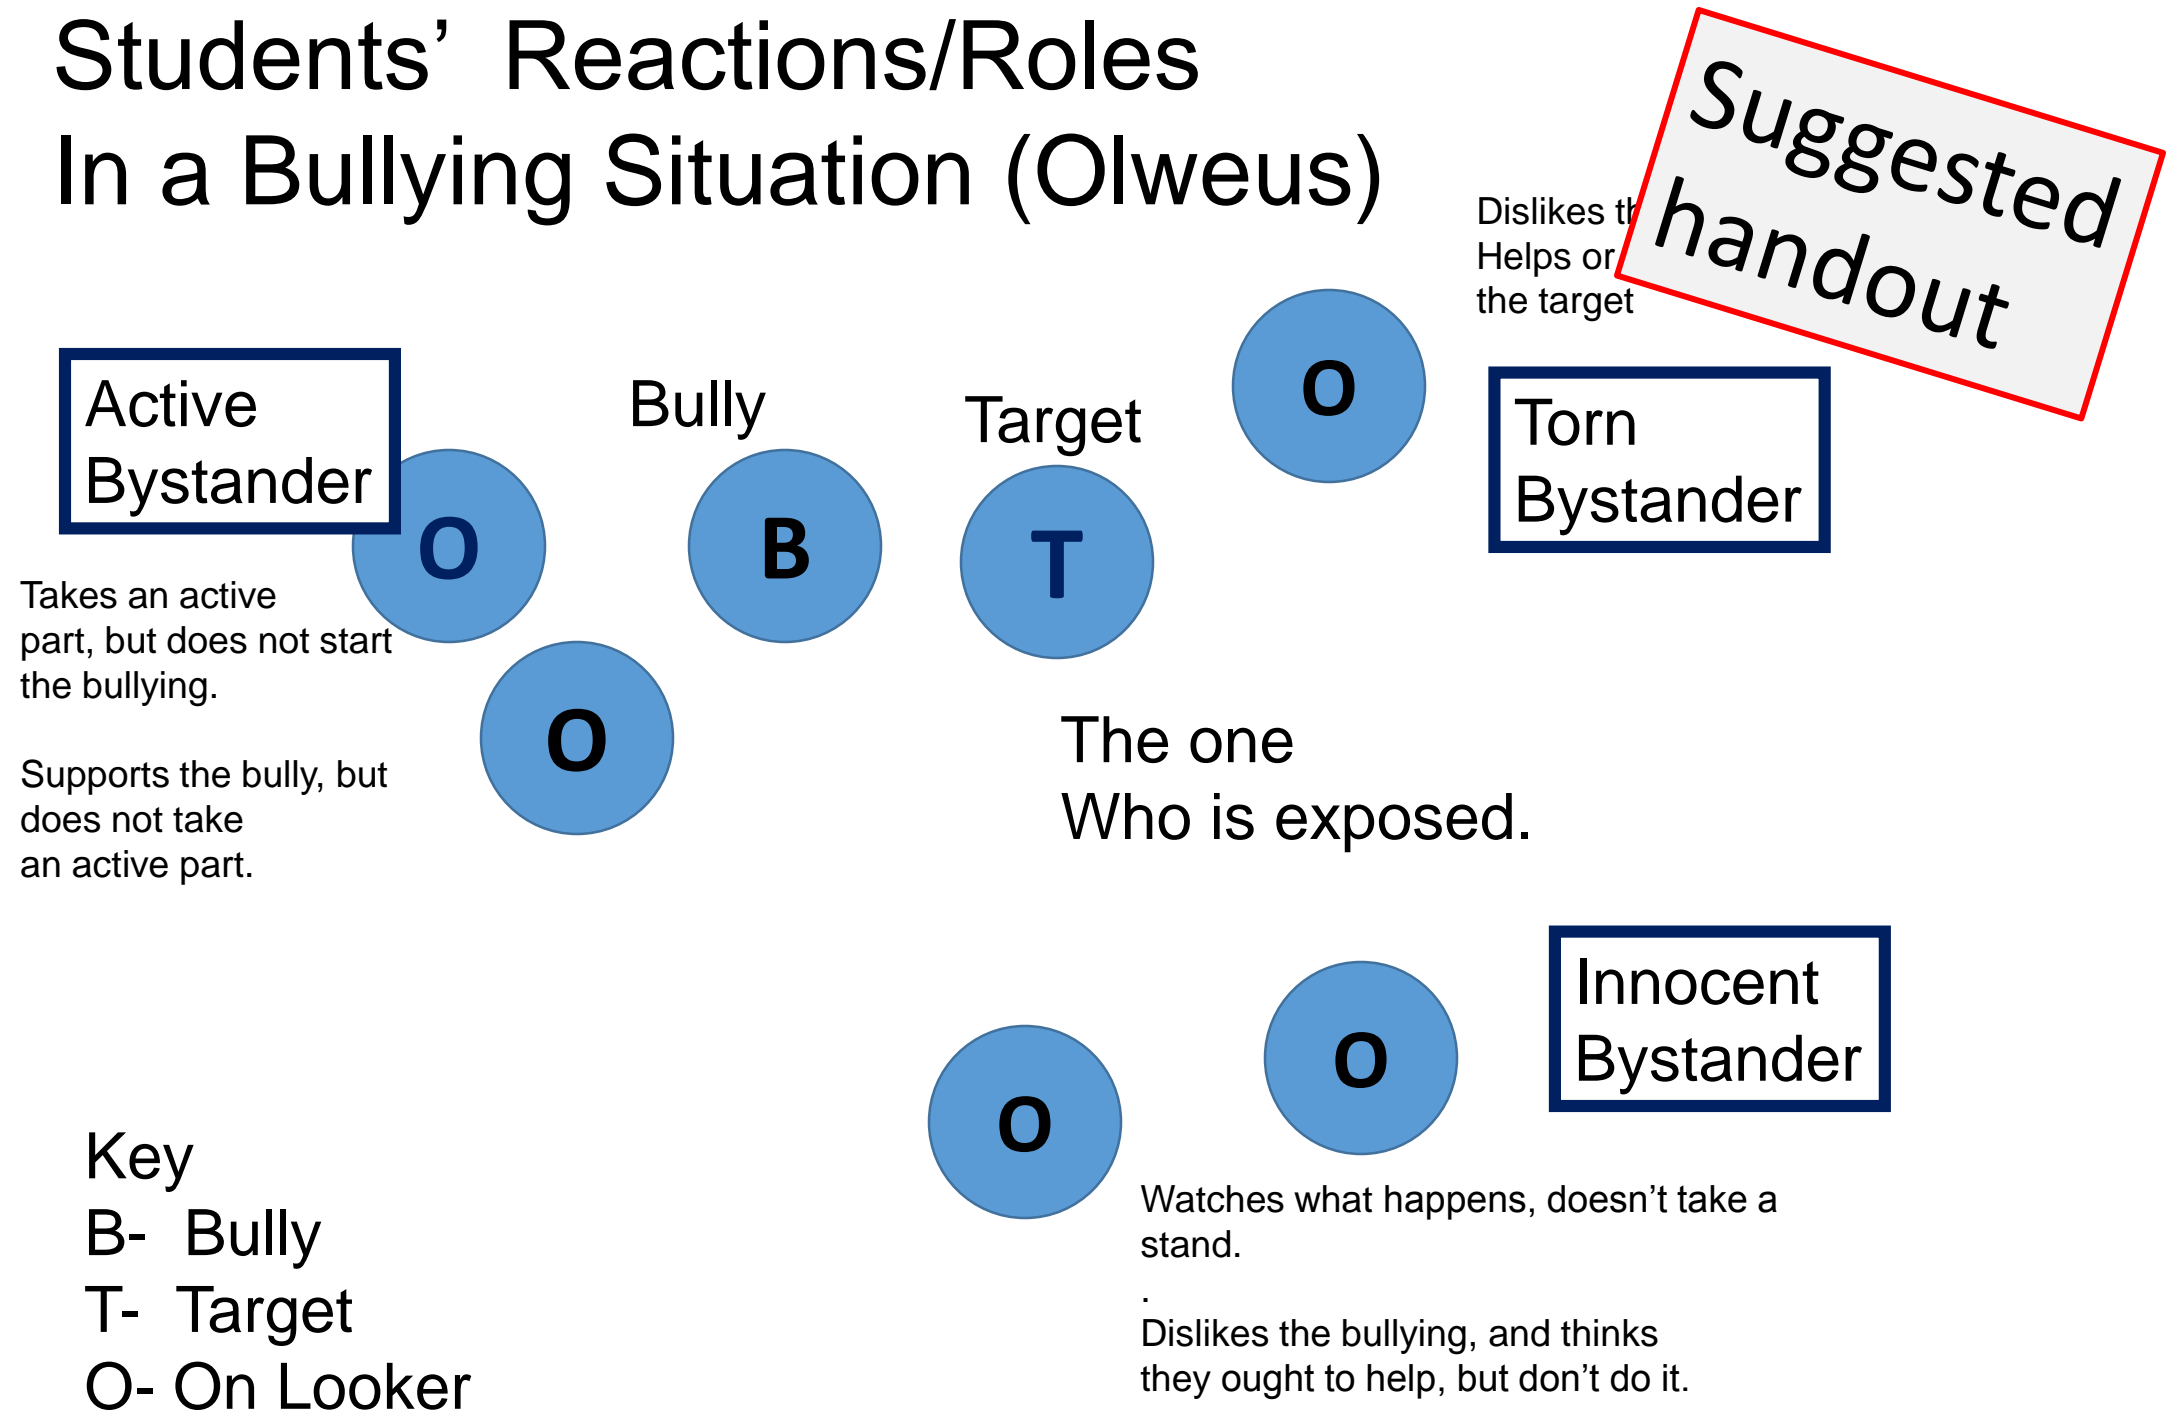 Students’ Reactions/Roles
In a Bullying Situation (Olweus)
Suggested
handout
Dislikes
Helps or
the target
Active
Bystander
Bully
Target
O
Torn
Bystander
O
B
T
Takes an active
part, but does not start
the bullying.
O
Supports the bully, but
does not take
an active part.
The one
Who is exposed.
Innocent
Bystander
O
O
Watches what happens, doesn’t take a
stand.
.
Dislikes the bullying, and thinks
they ought to help, but don’t do it.
Key
B- Bully
T- Target
O- On Looker